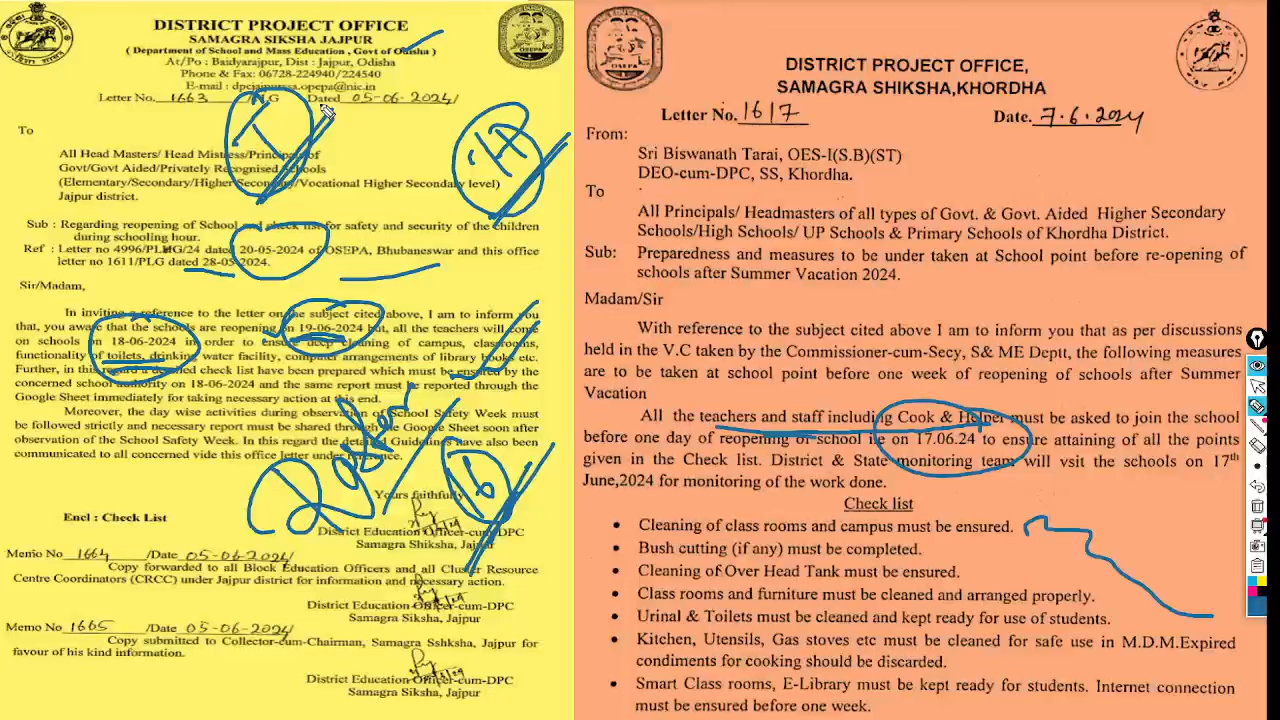 DISTRICT PROJECT OFFICE
SAMAGRA SIKSHA JAJPUR
( Department of School and Mass Education , Govt of Odisha )
At/Po : Baidyarajpur, Dist : Jajpur, Odisha
Phone & Fax: 06728-224940/224540
E-mail : dpcjajpurssa.opepa@nic.in
Letter No. 1663 /PLG Dated 05-06-2024/
To
All Head Masters/ Head Mistress/Principals of
Govt/Govt Aided/Privately Recognised Schools
(Elementary/Secondary/Higher Secondary/Vocational Higher Secondary level)
Jajpur district.
Sub : Regarding reopening of School and check list for safety and security of the children
during schooling hour.
Ref : Letter no 4996/PLMG/24 dated 20-05-2024 of OSEPA, Bhubaneswar and this office
letter no 1611/PLG dated 28-05-2024.
Sir/Madam,
In inviting a reference to the letter on the subject cited above, I am to inform you
that, you aware that the schools are reopening on 19-06-2024 but, all the teachers will come
on schools on 18-06-2024 in order to ensure deep cleaning of campus, classrooms,
functionality of toilets, drinking water facility, computer arrangements of library books etc.
Further, in this regard a detailed check list have been prepared which must be ensured by the
concerned school authority on 18-06-2024 and the same report must be reported through the
Google Sheet immediately for taking necessary action at this end.
Moreover, the day wise activities during observation of School Safety Week must
be followed strictly and necessary report must be shared through the Google Sheet soon after
observation of the School Safety Week. In this regard the detailed Guidelines have also been
communicated to all concerned vide this office letter under reference.
Yours faithfully
Encl : Check List
District Education Officer-cum-DPC
Samagra Shiksha, Jajpur
Memo No 1664 /Date 05-06-2024/
Copy forwarded to all Block Education Officers and all Cluster Resource
Centre Coordinators (CRCC) under Jajpur district for information and necessary action.
District Education Officer-cum-DPC
Samagra Siksha, Jajpur
Memo No 1665 /Date 05-06-2024/
Copy submitted to Collector-cum-Chairman, Samagra Sshksha, Jajpur for
favour of his kind information.
District Education Officer-cum-DPC
Samagra Siksha, Jajpur
DISTRICT PROJECT OFFICE,
SAMAGRA SHIKSHA,KHORDHA
Letter No. 1617 Date. 7.6.2024
From:
Sri Biswanath Tarai, OES-I(S.B)(ST)
DEO-cum-DPC, SS, Khordha.
To
All Principals/ Headmasters of all types of Govt. & Govt. Aided Higher Secondary
Schools/High Schools/ UP Schools & Primary Schools of Khordha District.
Sub: Preparedness and measures to be under taken at School point before re-opening of
schools after Summer Vacation 2024.
Madam/Sir
With reference to the subject cited above I am to inform you that as per discussions
held in the V.C taken by the Commissioner-cum-Secy, S& ME Deptt, the following measures
are to be taken at school point before one week of reopening of schools after Summer
Vacation
All the teachers and staff including Cook & Helper must be asked to join the school
before one day of reopening of school i.e on 17.06.24 to ensure attaining of all the points
given in the Check list. District & State monitoring team will vsit the schools on 17th
June,2024 for monitoring of the work done.
Check list
• Cleaning of class rooms and campus must be ensured.
• Bush cutting (if any) must be completed.
• Cleaning of Over Head Tank must be ensured.
• Class rooms and furniture must be cleaned and arranged properly.
• Urinal & Toilets must be cleaned and kept ready for use of students.
• Kitchen, Utensils, Gas stoves etc must be cleaned for safe use in M.D.M.Expired
condiments for cooking should be discarded.
• Smart Class rooms, E-Library must be kept ready for students. Internet connection
must be ensured before one week.